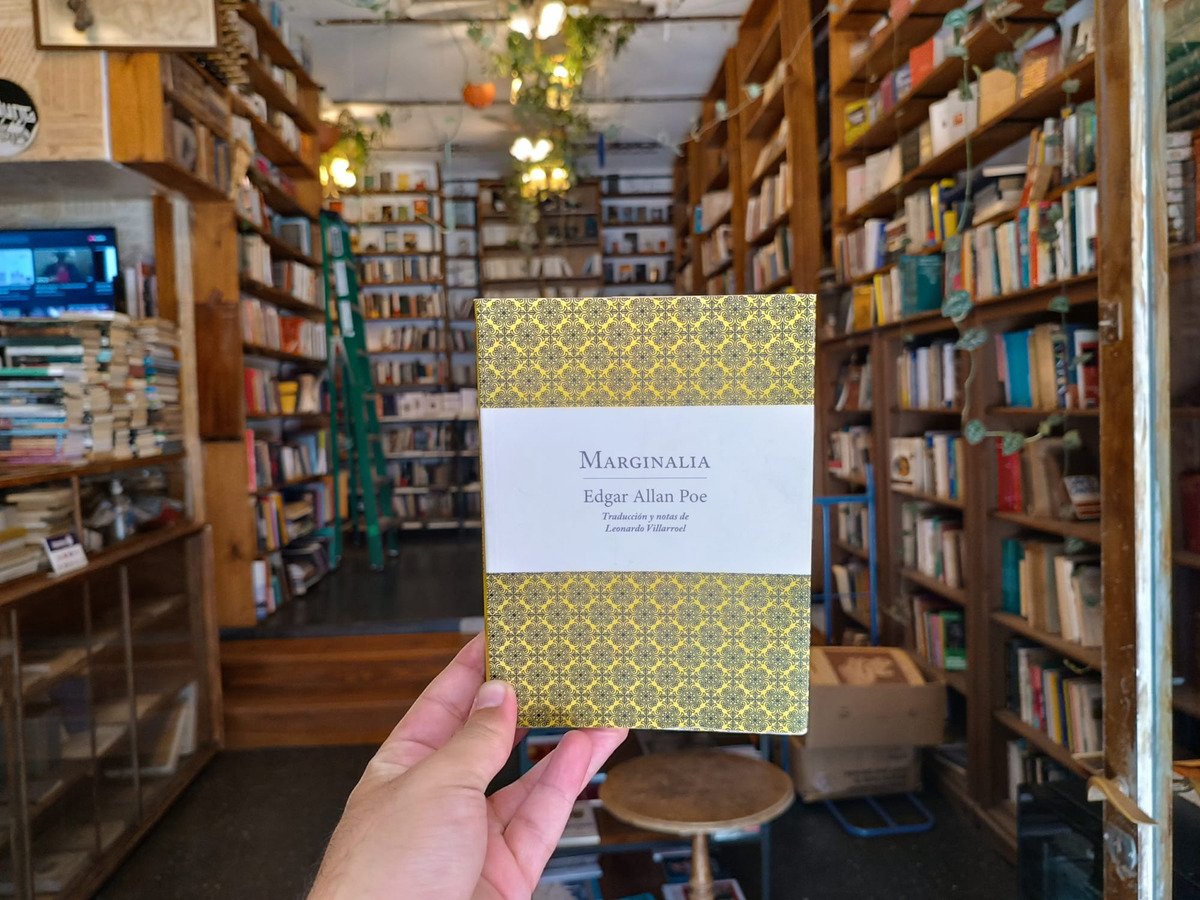 Marginalia
Edgar Allan Poe
Traducción y notas de
Leonardo Villarroel